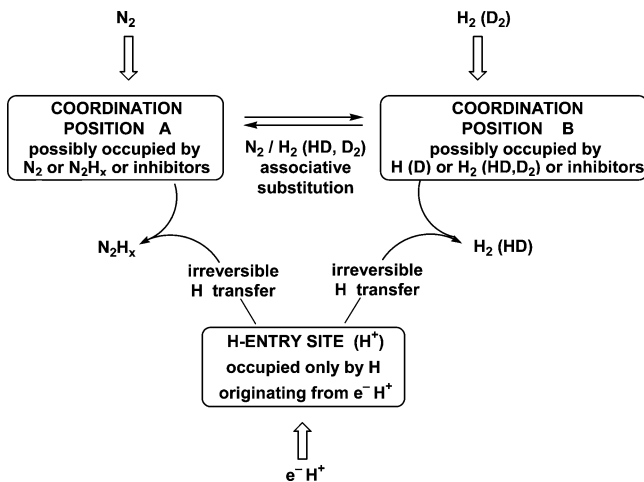 N₂
H₂ (D₂)
COORDINATION
POSITION A
possibly occupied by
N₂ or N₂Hₓ or inhibitors
N₂ / H₂ (HD, D₂)
associative
substitution
COORDINATION
POSITION B
possibly occupied by
H (D) or H₂ (HD,D₂) or inhibitors
N₂Hₓ
irreversible
H transfer
irreversible
H transfer
H₂ (HD)
H-ENTRY SITE (H⁺)
occupied only by H
originating from e⁻ H⁺
e⁻ H⁺